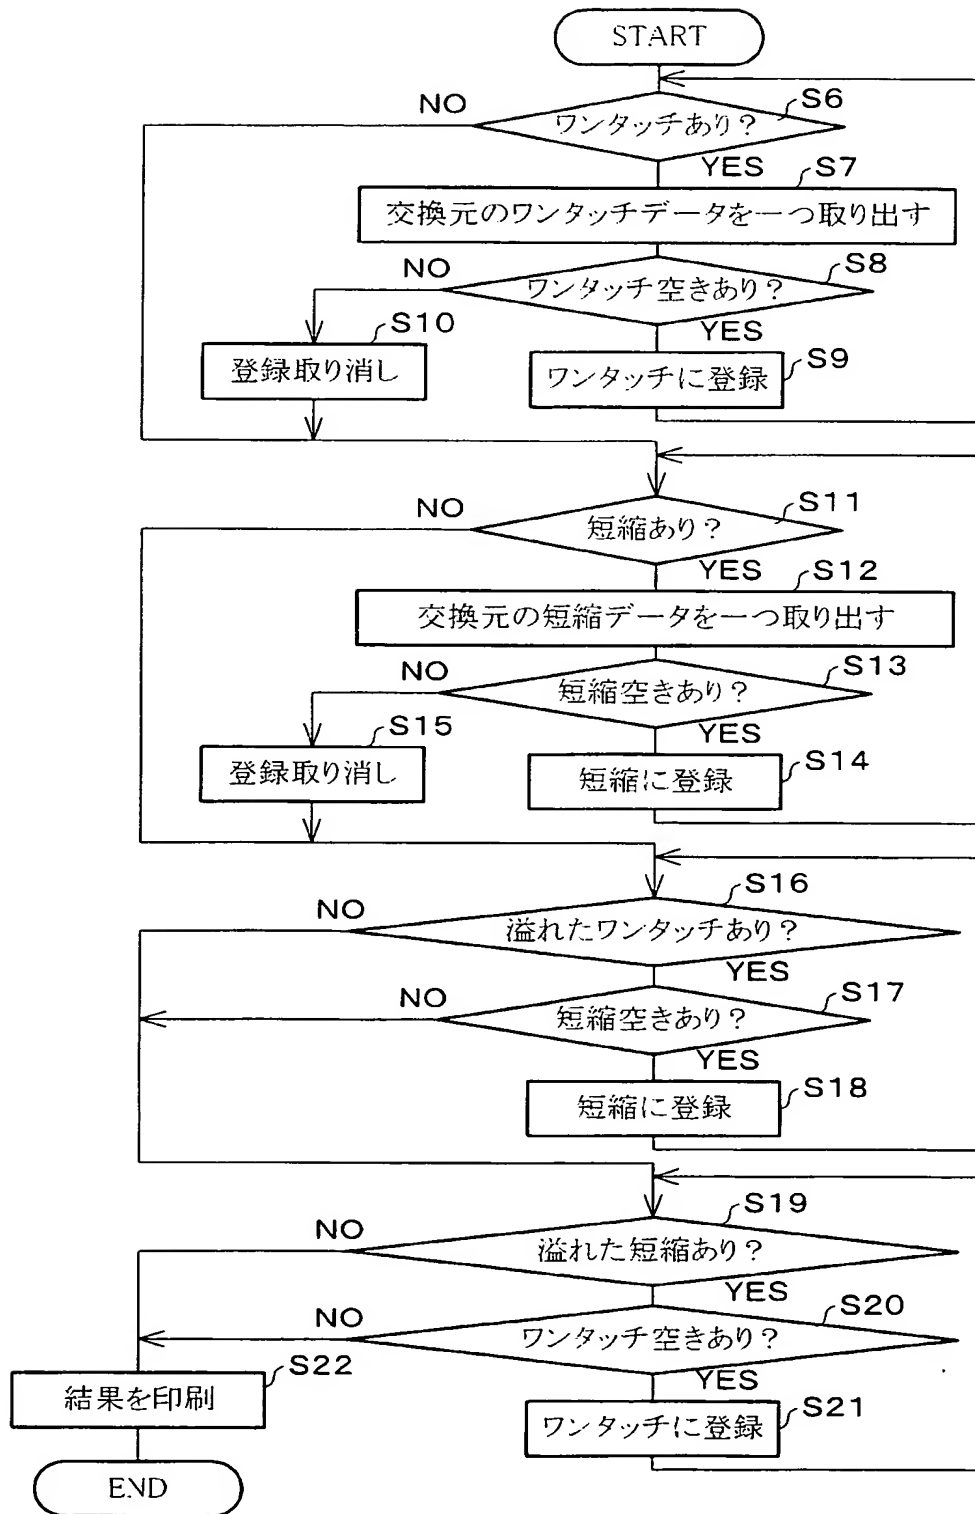 START
S6
NO
ワンタッチあり?
YES
S7
交換元のワンタッチデータを一つ取り出す
S8
NO
ワンタッチ空きあり?
YES
S10
登録取り消し
S9
ワンタッチに登録
S11
NO
短縮あり?
YES
S12
交換元の短縮データを一つ取り出す
S13
NO
短縮空きあり?
YES
S15
登録取り消し
S14
短縮に登録
S16
NO
溢れたワンタッチあり?
YES
S17
NO
短縮空きあり?
YES
S18
短縮に登録
S19
NO
溢れた短縮あり?
YES
S20
NO
ワンタッチ空きあり?
YES
S22
結果を印刷
S21
ワンタッチに登録
END